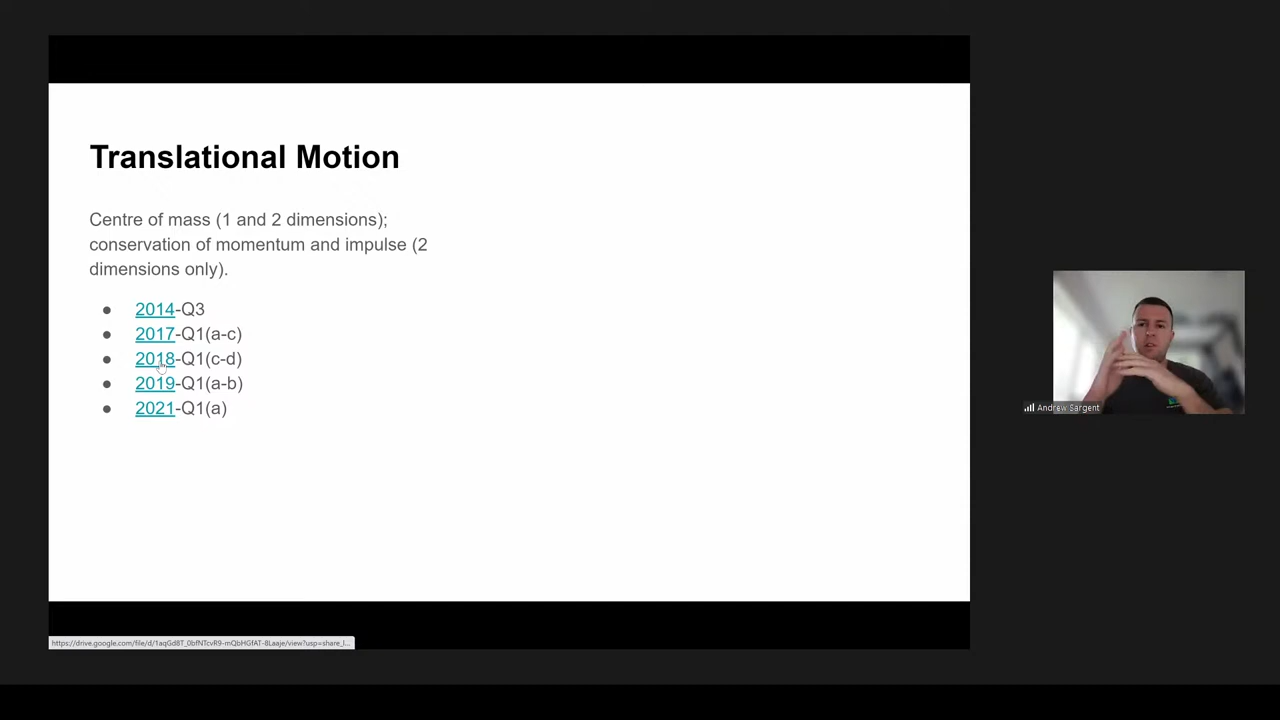 Translational Motion
Centre of mass (1 and 2 dimensions);
conservation of momentum and impulse (2
dimensions only).
● 2014-Q3
● 2017-Q1(a-c)
● 2018-Q1(c-d)
● 2019-Q1(a-b)
● 2021-Q1(a)
Andrew Sargent